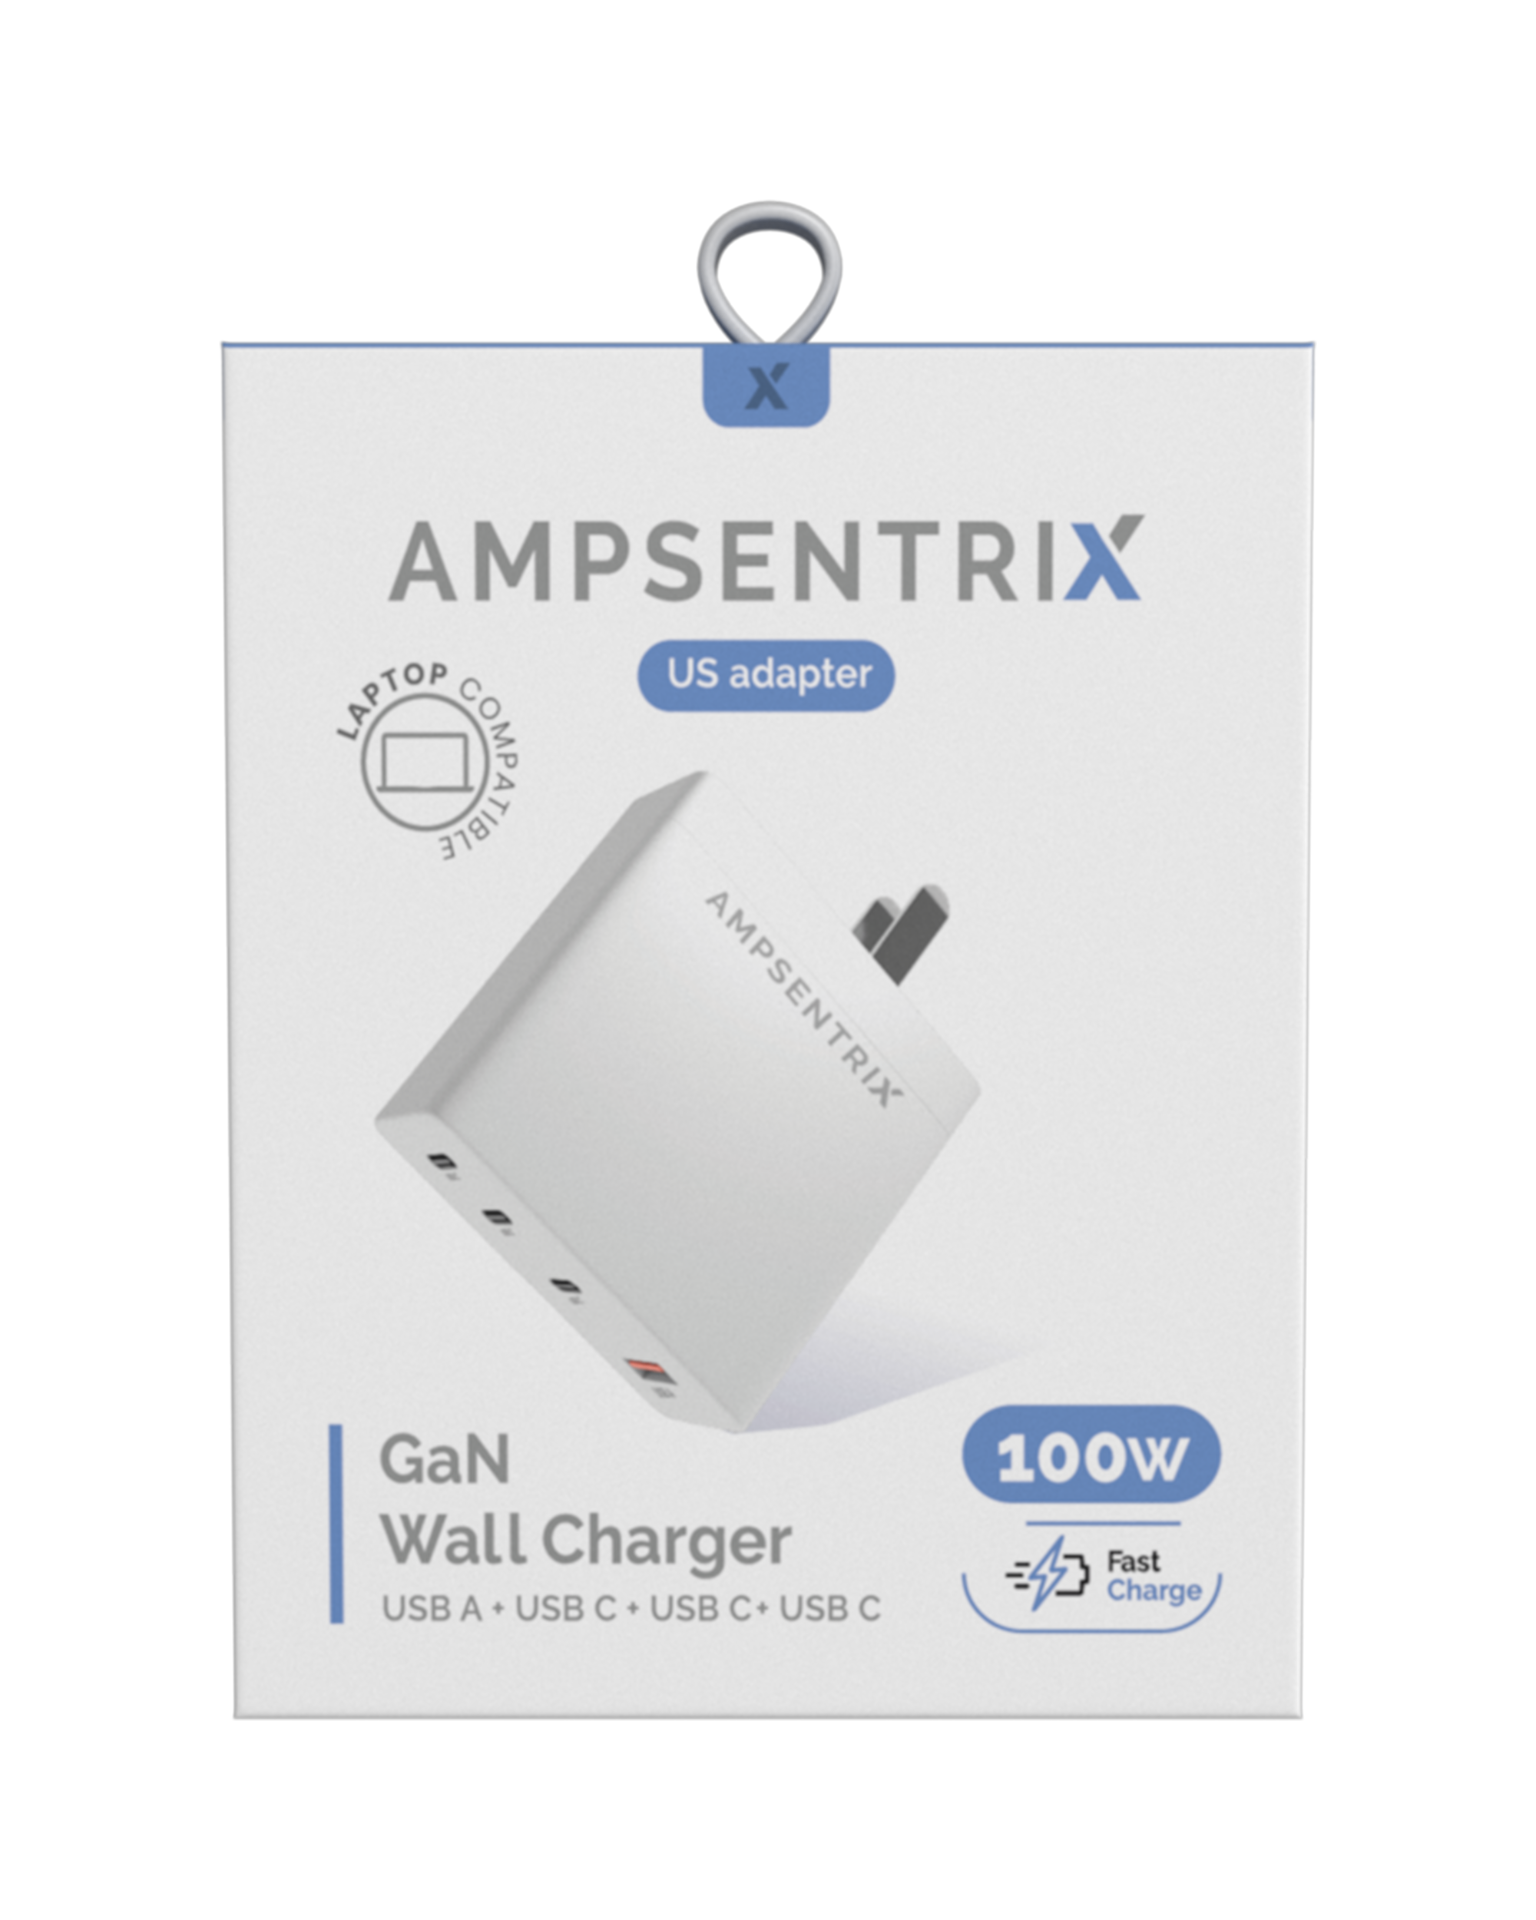 X
AMPSENTRIX
US adapter
LAPTOP COMPATIBLE
AMPSENTRIX
GaN
Wall Charger
USB A + USB C + USB C+ USB C
100W
Fast
Charge